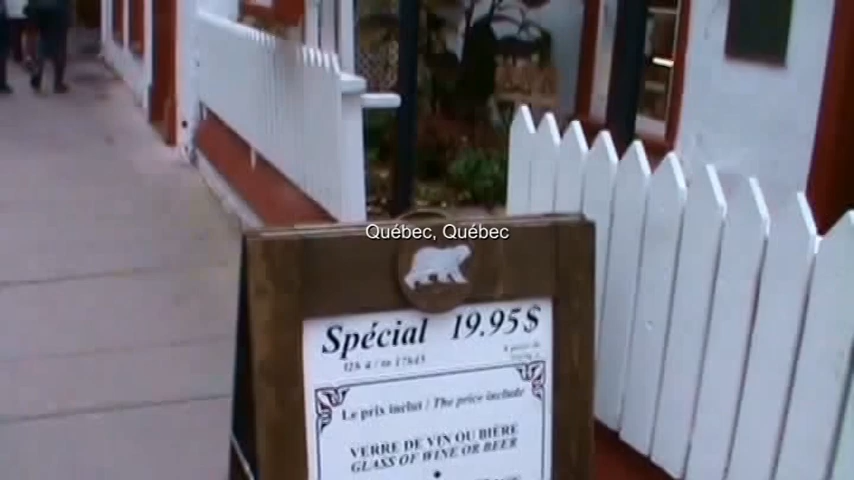 Québec, Québec
Spécial 19.95$
Le prix inclut / The price include
VERRE DE VIN OU BIÈRE
GLASS OF WINE OR BEER